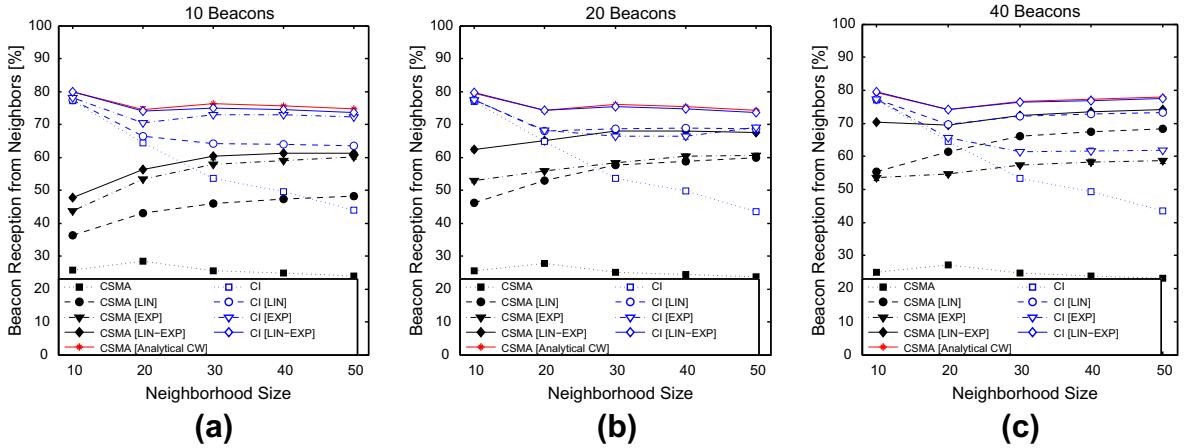 10 Beacons
Beacon Reception from Neighbors [%]
100
90
80
70
60
50
40
30
20
10
0
CSMA
CSMA [LIN]
CSMA [EXP]
CSMA [LIN−EXP]
CSMA [Analytical CW]
CI
CI [LIN]
CI [EXP]
CI [LIN−EXP]
10 20 30 40 50
Neighborhood Size
(a)
20 Beacons
Beacon Reception from Neighbors [%]
100
90
80
70
60
50
40
30
20
10
0
CSMA
CSMA [LIN]
CSMA [EXP]
CSMA [LIN−EXP]
CSMA [Analytical CW]
CI
CI [LIN]
CI [EXP]
CI [LIN−EXP]
10 20 30 40 50
Neighborhood Size
(b)
40 Beacons
Beacon Reception from Neighbors [%]
100
90
80
70
60
50
40
30
20
10
0
CSMA
CSMA [LIN]
CSMA [EXP]
CSMA [LIN−EXP]
CSMA [Analytical CW]
CI
CI [LIN]
CI [EXP]
CI [LIN−EXP]
10 20 30 40 50
Neighborhood Size
(c)